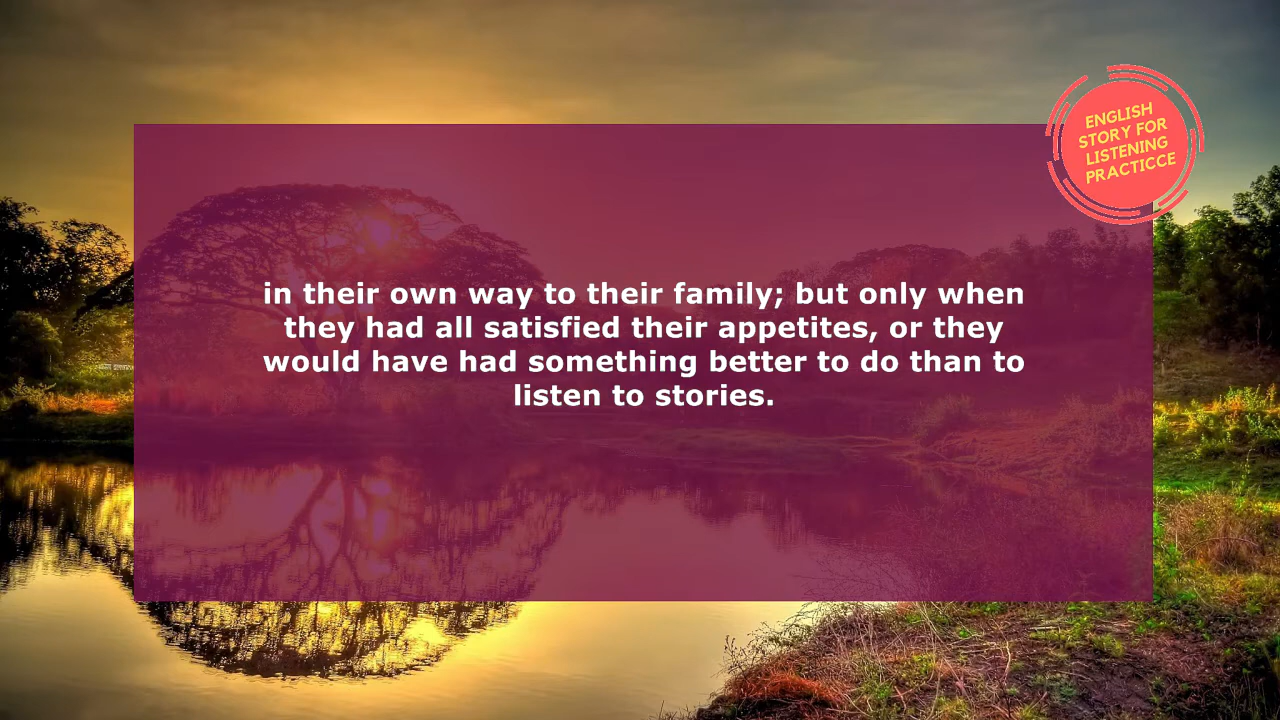 ENGLISH
STORY FOR
LISTENING
PRACTICCE
in their own way to their family; but only when
they had all satisfied their appetites, or they
would have had something better to do than to
listen to stories.